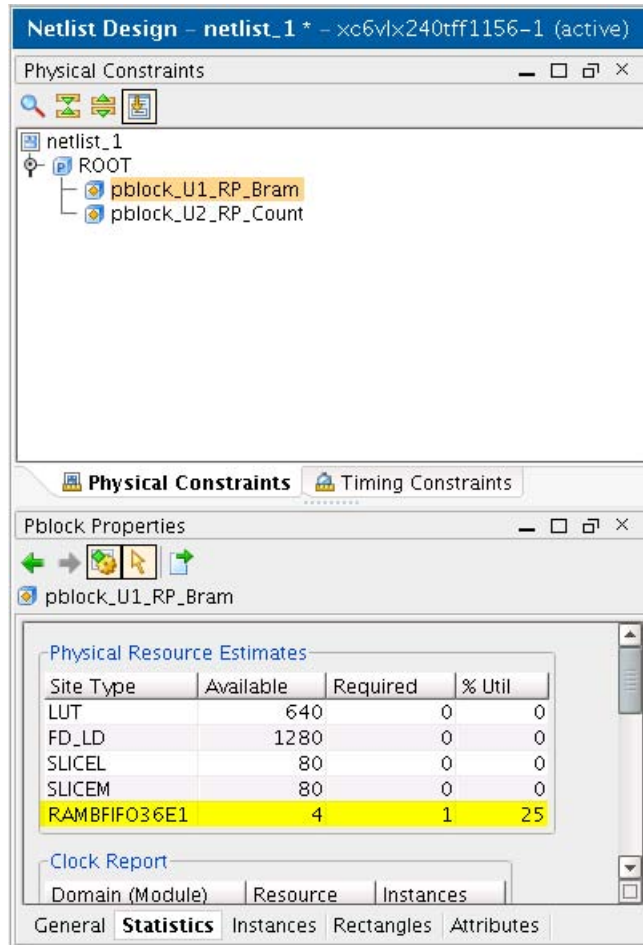 Netlist Design - netlist_1 * - xc6vlx240tff1156-1 (active)
Physical Constraints
netlist_1
ROOT
pblock_U1_RP_Bram
pblock_U2_RP_Count
Physical Constraints Timing Constraints
Pblock Properties
pblock_U1_RP_Bram
Physical Resource Estimates
Site Type Available Required % Util
LUT 640 0 0
FD_LD 1280 0 0
SLICEL 80 0 0
SLICEM 80 0 0
RAMBFIFO36E1 4 1 25
Clock Report
Domain (Module) Resource Instances
General Statistics Instances Rectangles Attributes